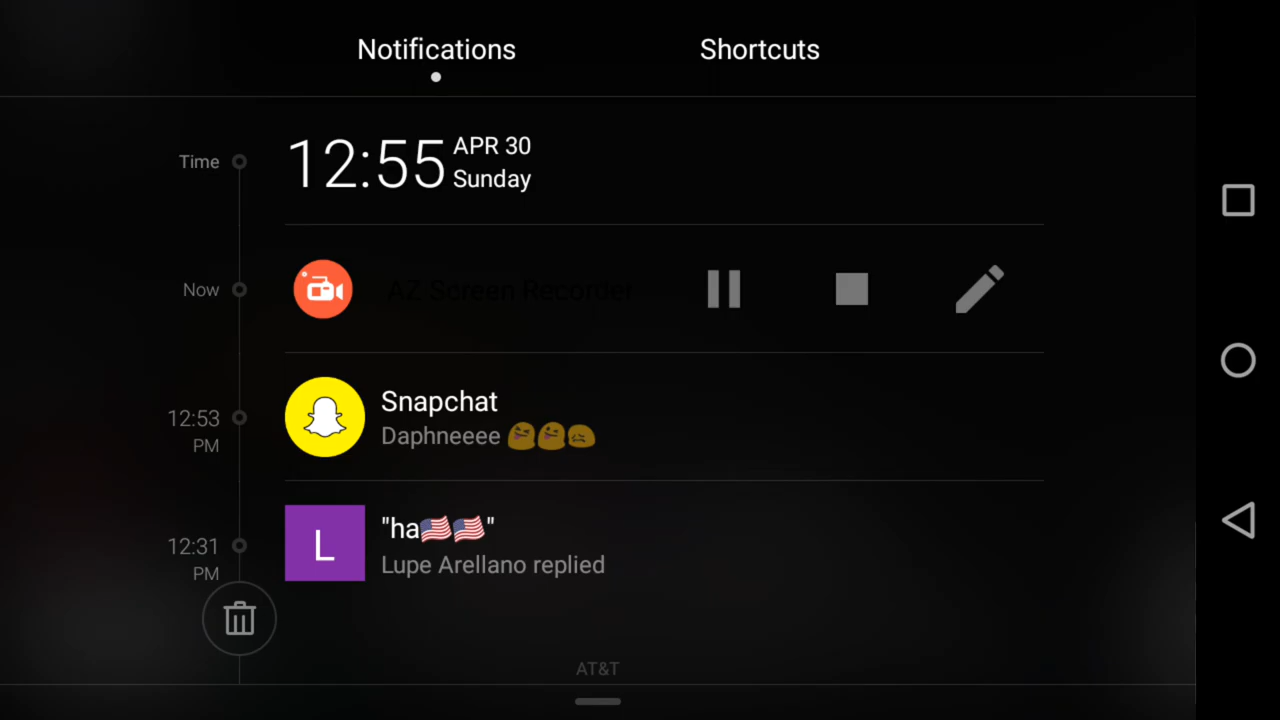 Notifications
Shortcuts
Time
12:55
APR 30
Sunday
Now
AZ Screen Recorder
12:53
PM
Snapchat
Daphneeee 😝😜😖
12:31
PM
L
"ha🇺🇸🇺🇸"
Lupe Arellano replied
AT&T